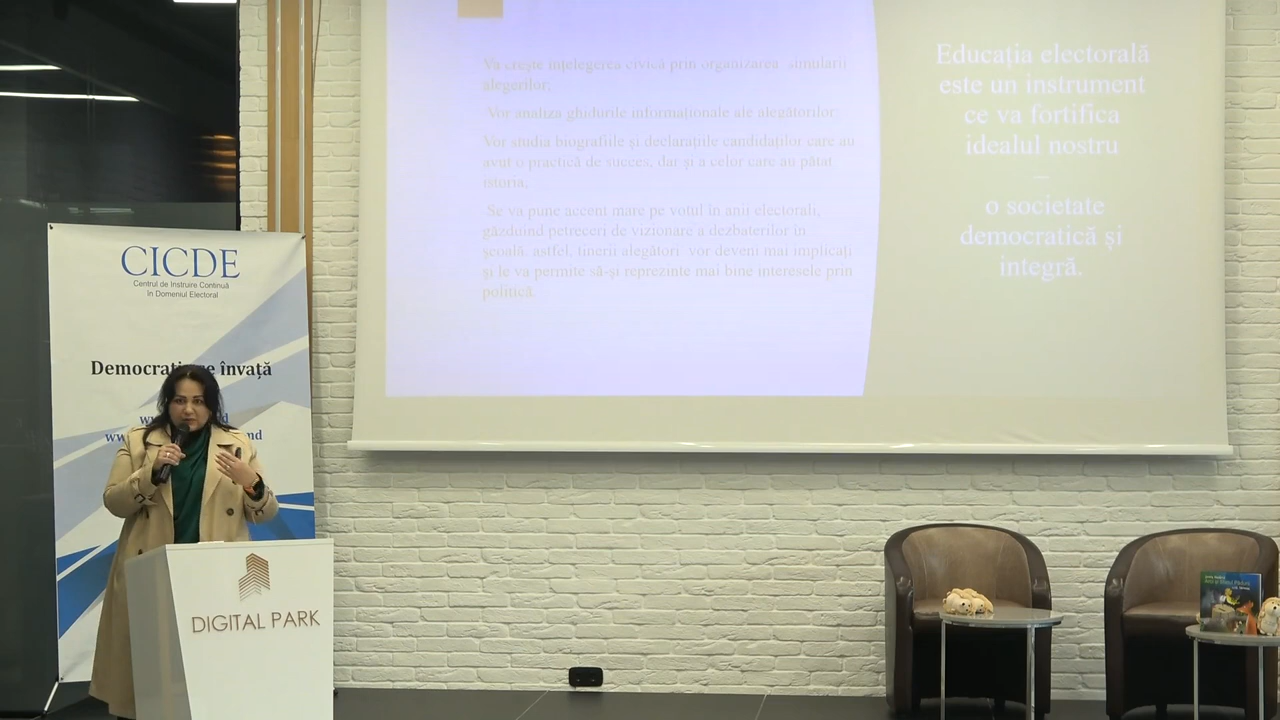 CICDE
Centrul de Instruire Continuă
în Domeniul Electoral
Democrați e învață
ww d
ww nd
DIGITAL PARK
Va crește înțelegerea civică prin organizarea simulării
alegerilor;
Vor analiza ghidurile informaționale ale alegătorilor
Vor studia biografiile și declarațiile candidaților care au
avut o practică de succes, dar și a celor care au pătat
istoria;
Se va pune accent mare pe votul în anii electorali,
găzduind petreceri de vizionare a dezbaterilor în
școală, astfel, tinerii alegători vor deveni mai implicați
și le va permite să-și reprezinte mai bine interesele prin
politică.
Educația electorală
este un instrument
ce va fortifica
idealul nostru
–
o societate
democratică și
integră.